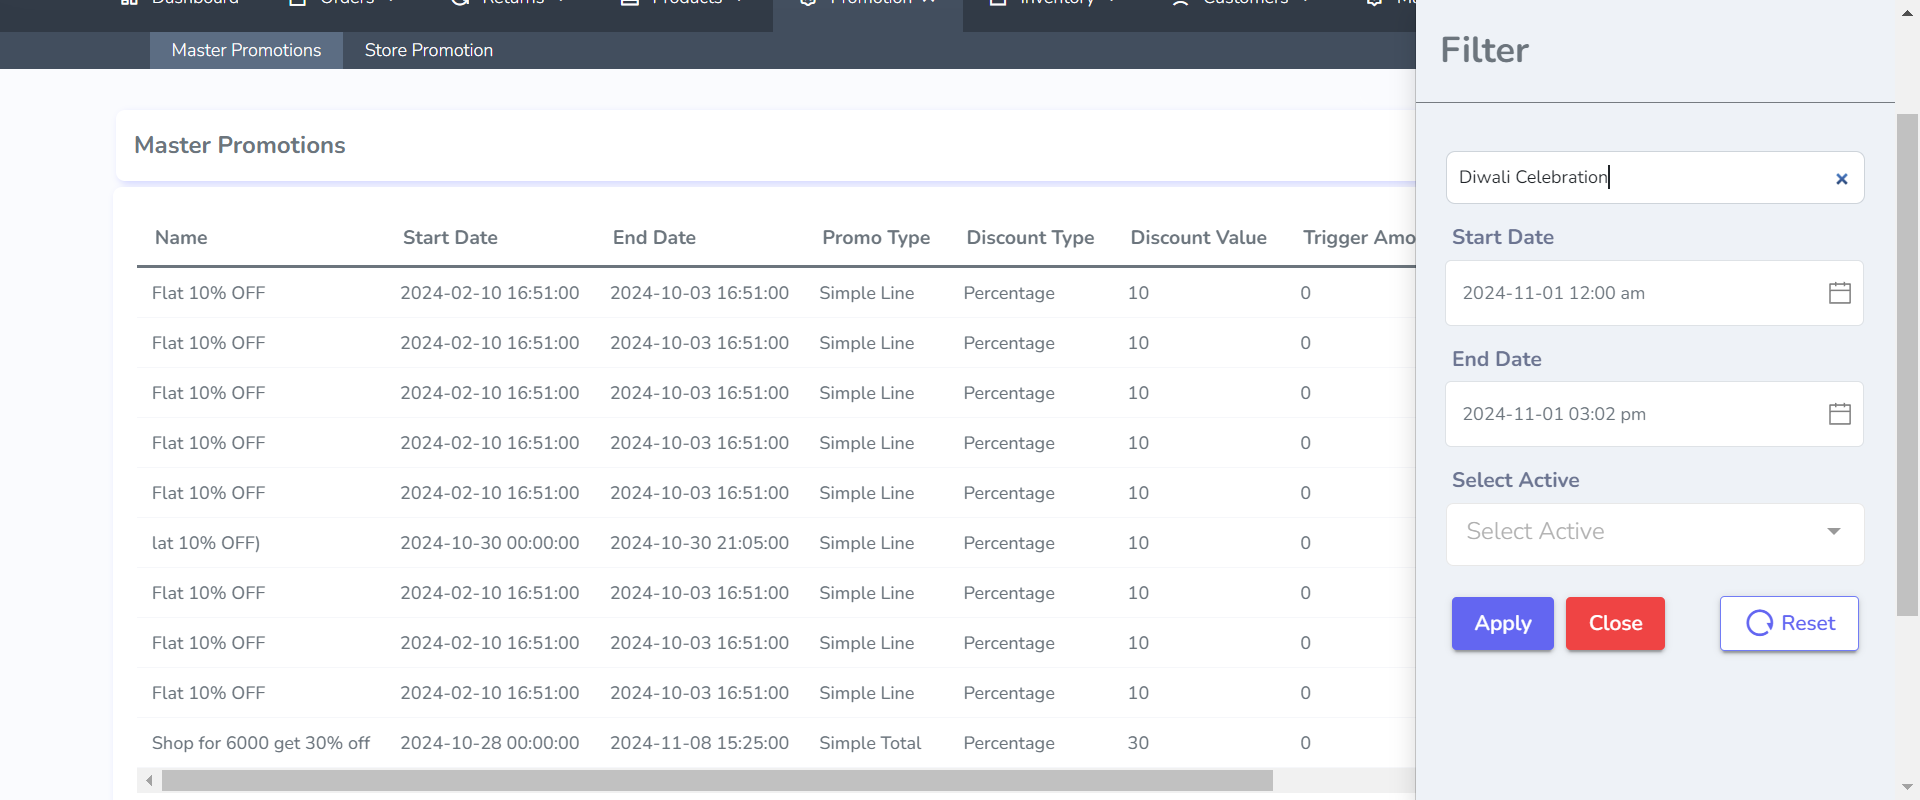 Dashboard Orders Returns Products Promotion Inventory Customers
Master Promotions Store Promotion
Master Promotions
Name Start Date End Date Promo Type Discount Type Discount Value Trigger Amo
Flat 10% OFF 2024-02-10 16:51:00 2024-10-03 16:51:00 Simple Line Percentage 10 0
Flat 10% OFF 2024-02-10 16:51:00 2024-10-03 16:51:00 Simple Line Percentage 10 0
Flat 10% OFF 2024-02-10 16:51:00 2024-10-03 16:51:00 Simple Line Percentage 10 0
Flat 10% OFF 2024-02-10 16:51:00 2024-10-03 16:51:00 Simple Line Percentage 10 0
Flat 10% OFF 2024-02-10 16:51:00 2024-10-03 16:51:00 Simple Line Percentage 10 0
lat 10% OFF) 2024-10-30 00:00:00 2024-10-30 21:05:00 Simple Line Percentage 10 0
Flat 10% OFF 2024-02-10 16:51:00 2024-10-03 16:51:00 Simple Line Percentage 10 0
Flat 10% OFF 2024-02-10 16:51:00 2024-10-03 16:51:00 Simple Line Percentage 10 0
Flat 10% OFF 2024-02-10 16:51:00 2024-10-03 16:51:00 Simple Line Percentage 10 0
Shop for 6000 get 30% off 2024-10-28 00:00:00 2024-11-08 15:25:00 Simple Total Percentage 30 0
Filter
Diwali Celebration
Start Date
2024-11-01 12:00 am
End Date
2024-11-01 03:02 pm
Select Active
Select Active
Apply Close Reset